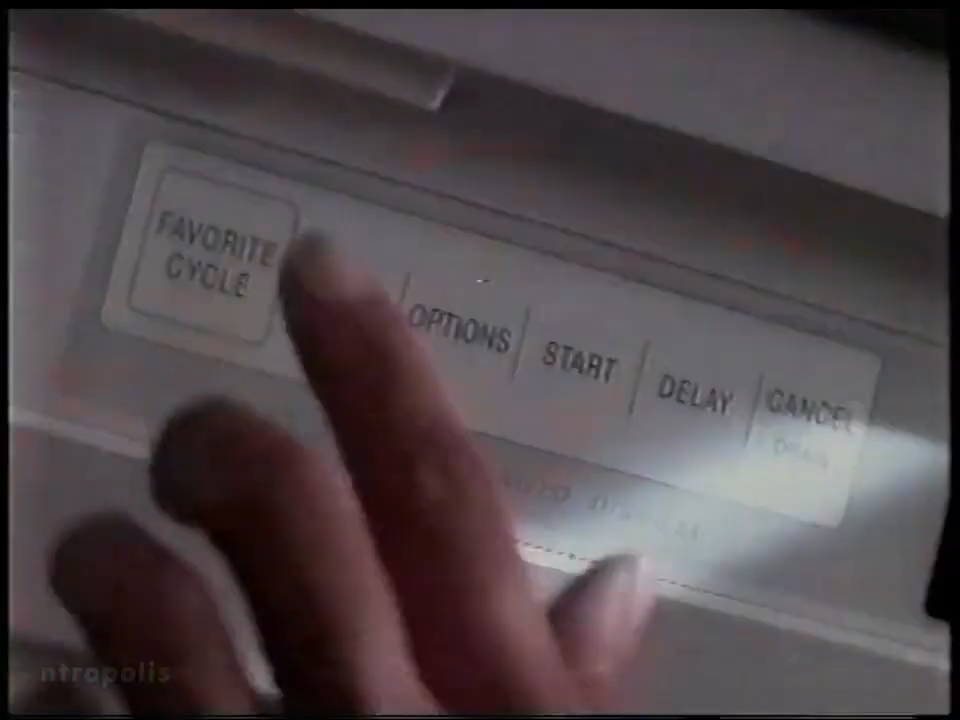 FAVORITE
CYCLE
OPTIONS
START
DELAY
CANCEL
ntropolis